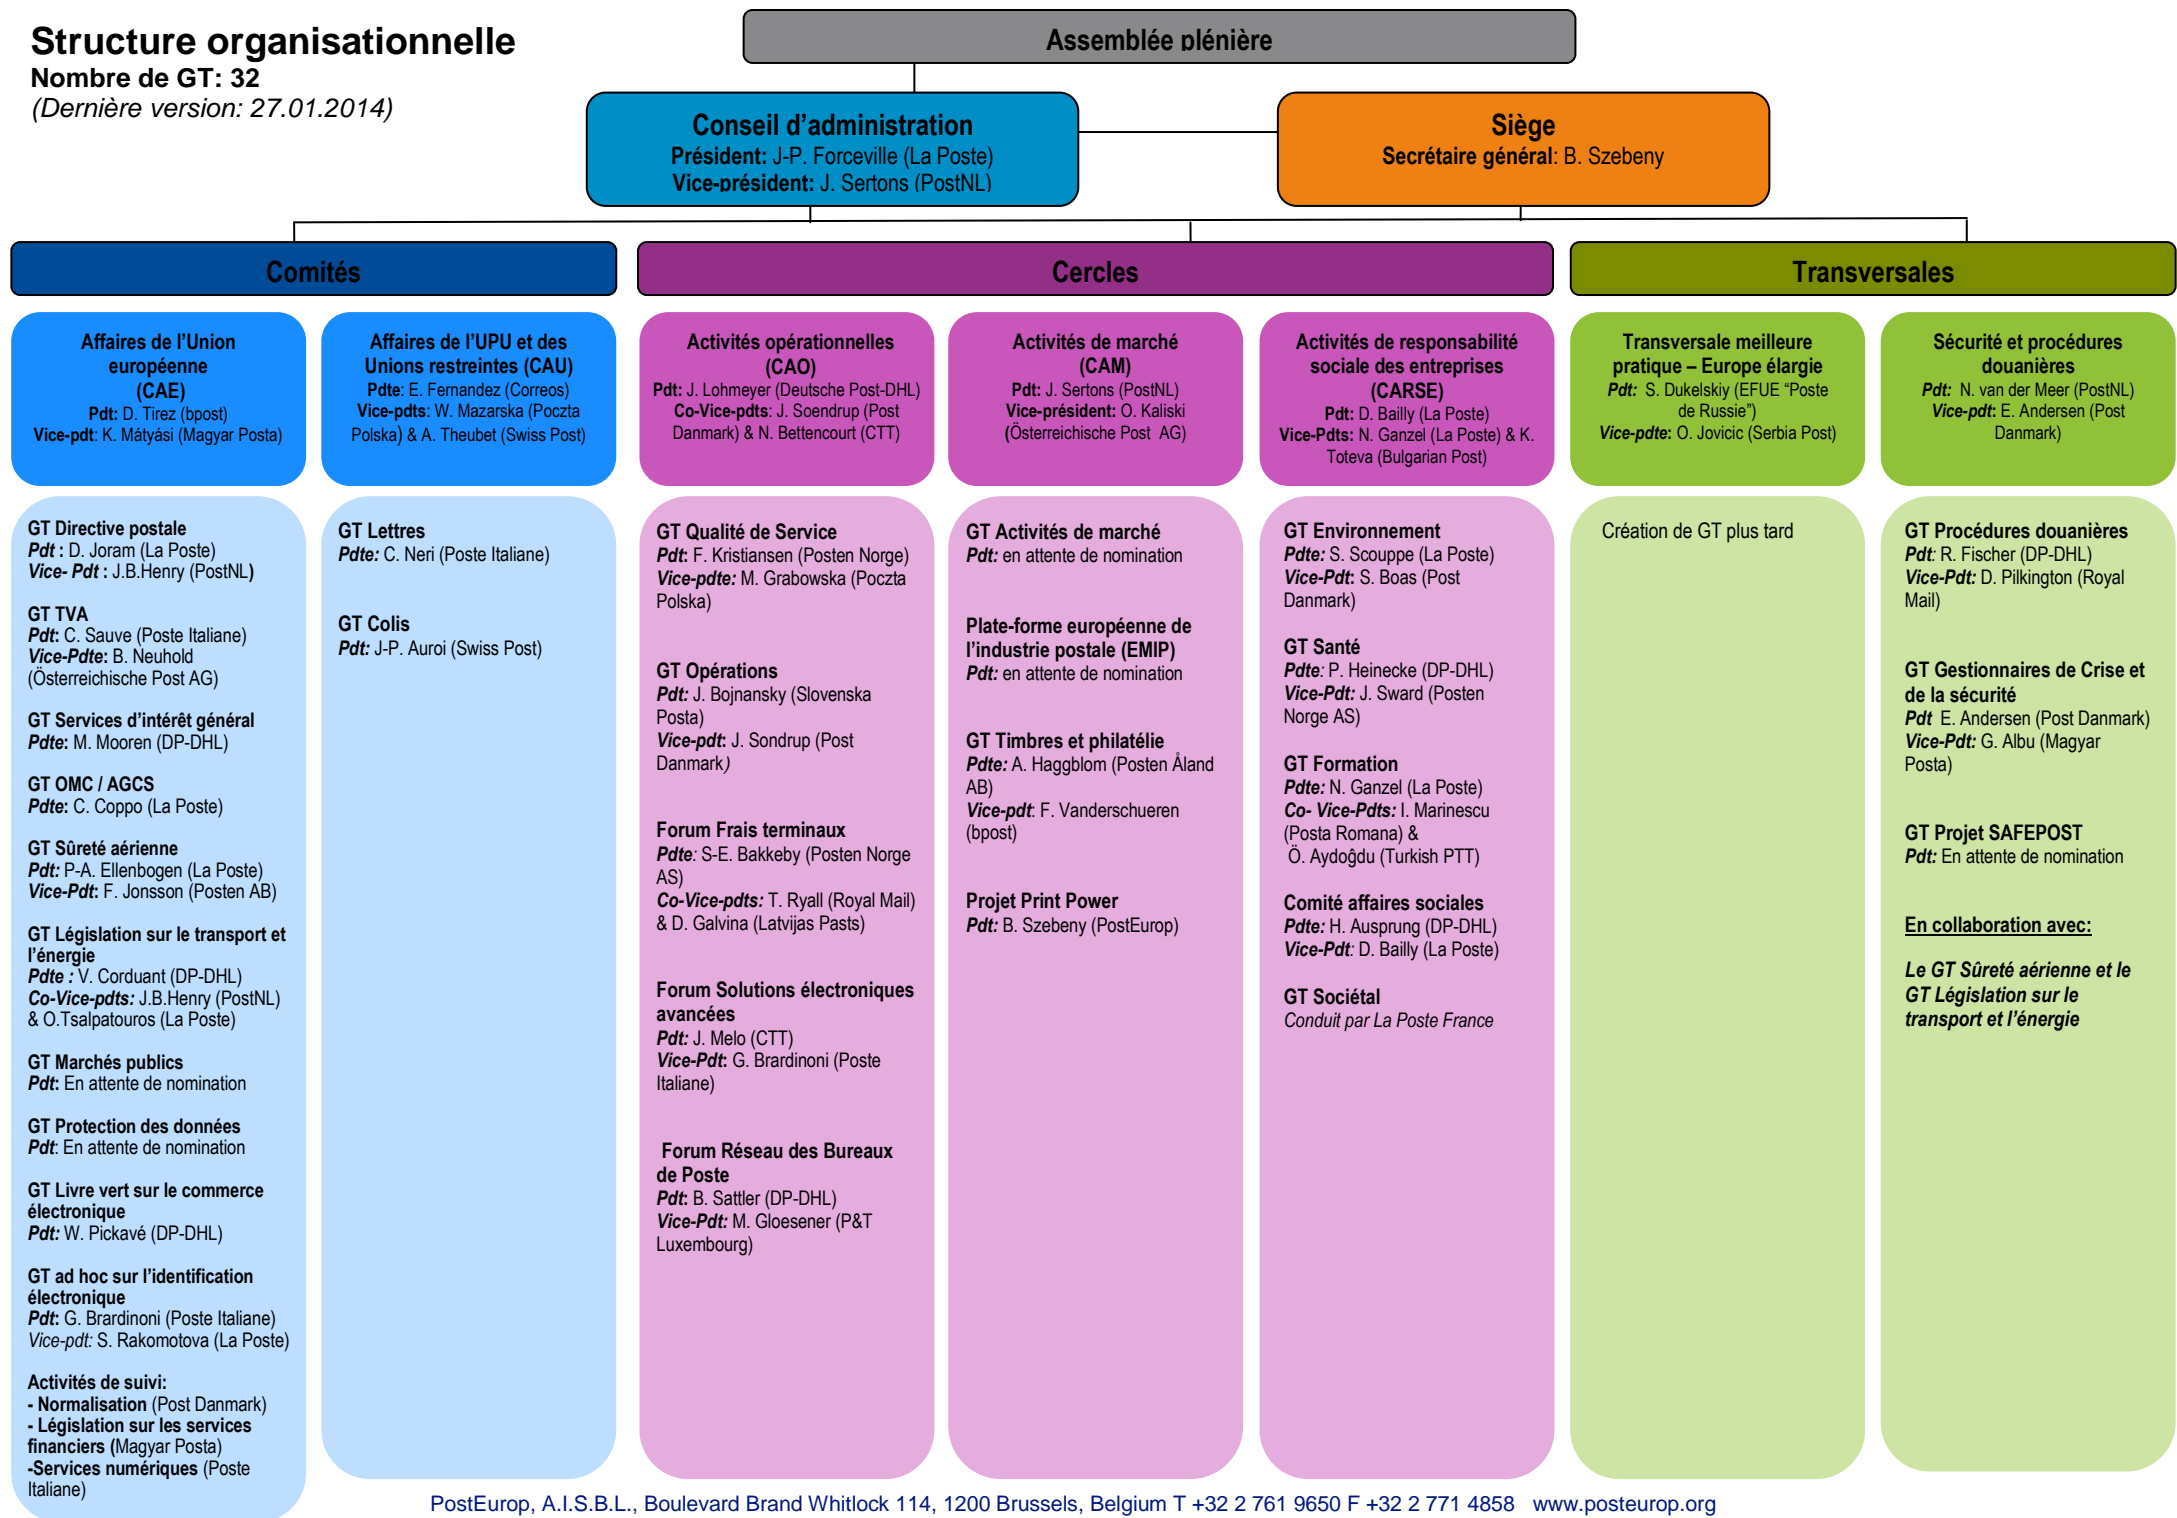 Structure organisationnelle
Nombre de GT: 32
(Dernière version: 27.01.2014)
Assemblée plénière
Conseil d’administration
Président: J-P. Forceville (La Poste)
Vice-président: J. Sertons (PostNL)
Siège
Secrétaire général: B. Szebeny
Comités
Cercles
Transversales
Affaires de l’Union
européenne
(CAE)
Pdt: D. Tirez (bpost)
Vice-pdt: K. Mátyási (Magyar Posta)
Affaires de l’UPU et des
Unions restreintes (CAU)
Pdte: E. Fernandez (Correos)
Vice-pdts: W. Mazarska (Poczta
Polska) & A. Theubet (Swiss Post)
Activités opérationnelles
(CAO)
Pdt: J. Lohmeyer (Deutsche Post-DHL)
Co-Vice-pdts: J. Soendrup (Post
Danmark) & N. Bettencourt (CTT)
Activités de marché
(CAM)
Pdt: J. Sertons (PostNL)
Vice-président: O. Kaliski
(Österreichische Post AG)
Activités de responsabilité
sociale des entreprises
(CARSE)
Pdt: D. Bailly (La Poste)
Vice-Pdts: N. Ganzel (La Poste) & K.
Toteva (Bulgarian Post)
Transversale meilleure
pratique – Europe élargie
Pdt: S. Dukelskiy (EFUE “Poste
de Russie”)
Vice-pdte: O. Jovicic (Serbia Post)
Sécurité et procédures
douanières
Pdt: N. van der Meer (PostNL)
Vice-pdt: E. Andersen (Post
Danmark)
GT Directive postale
Pdt : D. Joram (La Poste)
Vice- Pdt : J.B.Henry (PostNL)
GT TVA
Pdt: C. Sauve (Poste Italiane)
Vice-Pdte: B. Neuhold
(Österreichische Post AG)
GT Services d’intérêt général
Pdte: M. Mooren (DP-DHL)
GT OMC / AGCS
Pdte: C. Coppo (La Poste)
GT Sûreté aérienne
Pdt: P-A. Ellenbogen (La Poste)
Vice-Pdt: F. Jonsson (Posten AB)
GT Législation sur le transport et
l’énergie
Pdte : V. Corduant (DP-DHL)
Co-Vice-pdts: J.B.Henry (PostNL)
& O.Tsalpatouros (La Poste)
GT Marchés publics
Pdt: En attente de nomination
GT Protection des données
Pdt: En attente de nomination
GT Livre vert sur le commerce
électronique
Pdt: W. Pickavé (DP-DHL)
GT ad hoc sur l’identification
électronique
Pdt: G. Brardinoni (Poste Italiane)
Vice-pdt: S. Rakomotova (La Poste)
Activités de suivi:
- Normalisation (Post Danmark)
- Législation sur les services
financiers (Magyar Posta)
-Services numériques (Poste
Italiane)
GT Lettres
Pdte: C. Neri (Poste Italiane)
GT Colis
Pdt: J-P. Auroi (Swiss Post)
GT Qualité de Service
Pdt: F. Kristiansen (Posten Norge)
Vice-pdte: M. Grabowska (Poczta
Polska)
GT Opérations
Pdt: J. Bojnansky (Slovenska
Posta)
Vice-pdt: J. Sondrup (Post
Danmark)
Forum Frais terminaux
Pdte: S-E. Bakkeby (Posten Norge
AS)
Co-Vice-pdts: T. Ryall (Royal Mail)
& D. Galvina (Latvijas Pasts)
Forum Solutions électroniques
avancées
Pdt: J. Melo (CTT)
Vice-Pdt: G. Brardinoni (Poste
Italiane)
Forum Réseau des Bureaux
de Poste
Pdt: B. Sattler (DP-DHL)
Vice-Pdt: M. Gloesener (P&T
Luxembourg)
GT Activités de marché
Pdt: en attente de nomination
Plate-forme européenne de
l’industrie postale (EMIP)
Pdt: en attente de nomination
GT Timbres et philatélie
Pdte: A. Haggblom (Posten Åland
AB)
Vice-pdt: F. Vanderschueren
(bpost)
Projet Print Power
Pdt: B. Szebeny (PostEurop)
GT Environnement
Pdte: S. Scouppe (La Poste)
Vice-Pdt: S. Boas (Post
Danmark)
GT Santé
Pdte: P. Heinecke (DP-DHL)
Vice-Pdt: J. Sward (Posten
Norge AS)
GT Formation
Pdte: N. Ganzel (La Poste)
Co- Vice-Pdts: I. Marinescu
(Posta Romana) &
Ö. Aydoĝdu (Turkish PTT)
Comité affaires sociales
Pdte: H. Ausprung (DP-DHL)
Vice-Pdt: D. Bailly (La Poste)
GT Sociétal
Conduit par La Poste France
Création de GT plus tard
GT Procédures douanières
Pdt: R. Fischer (DP-DHL)
Vice-Pdt: D. Pilkington (Royal
Mail)
GT Gestionnaires de Crise et
de la sécurité
Pdt E. Andersen (Post Danmark)
Vice-Pdt: G. Albu (Magyar
Posta)
GT Projet SAFEPOST
Pdt: En attente de nomination
En collaboration avec:
Le GT Sûreté aérienne et le
GT Législation sur le
transport et l’énergie
PostEurop, A.I.S.B.L., Boulevard Brand Whitlock 114, 1200 Brussels, Belgium T +32 2 761 9650 F +32 2 771 4858 www.posteurop.org